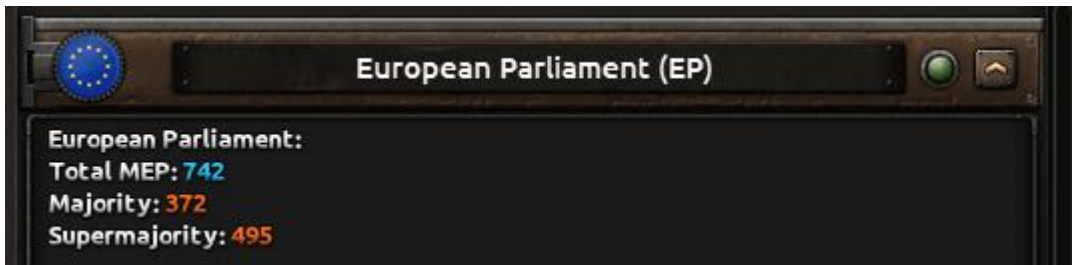 European Parliament (EP)
European Parliament:
Total MEP: 742
Majority: 372
Supermajority: 495